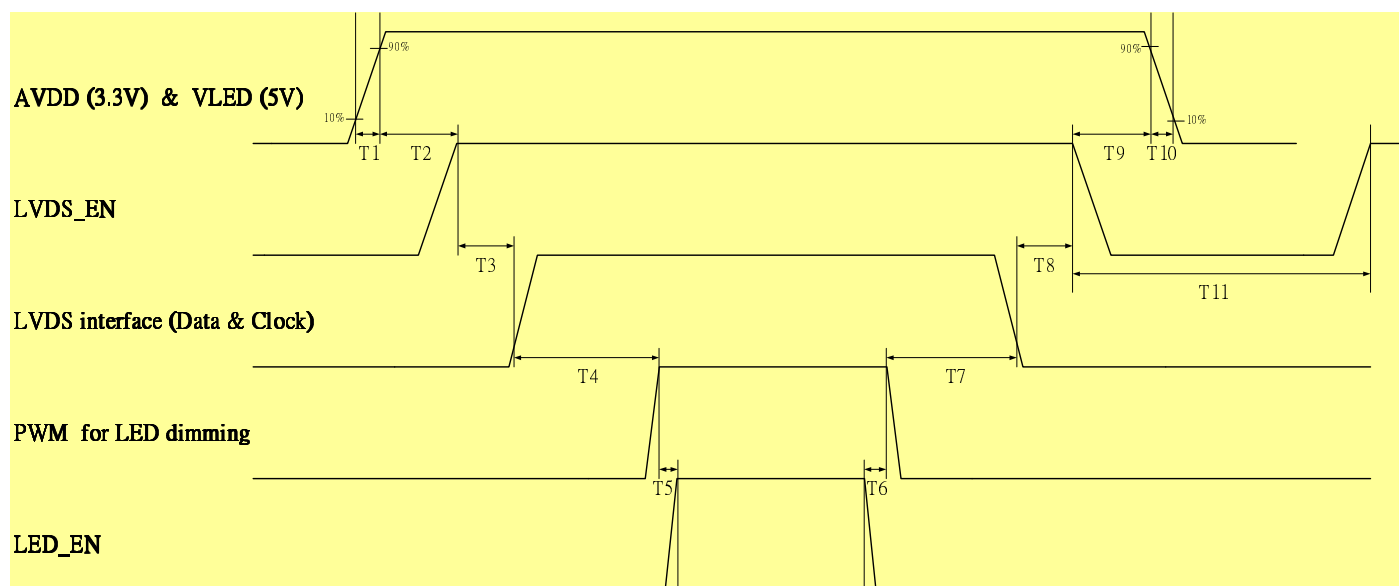 90%
90%
AVDD (3.3V) & VLED (5V)
10%
10%
T1
T2
T9
T10
LVDS_EN
T3
T8
T11
LVDS interface (Data & Clock)
T4
T7
PWM for LED dimming
T5
T6
LED_EN